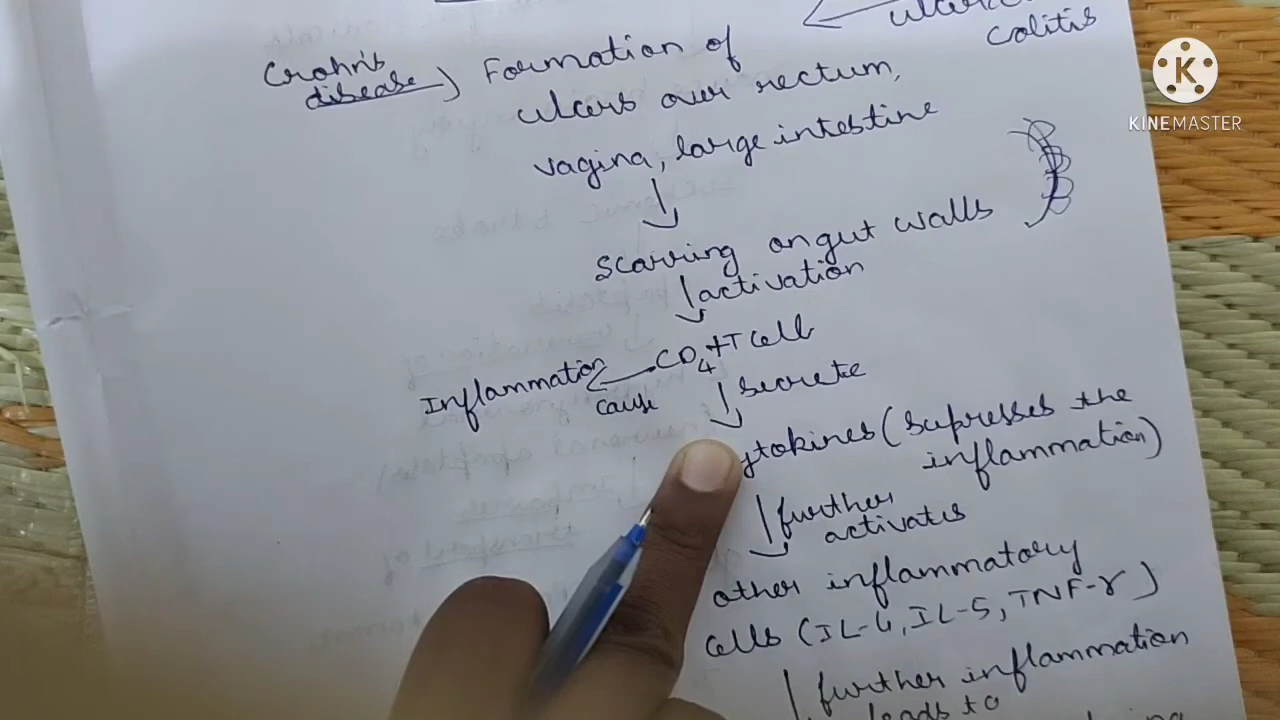 colitis
Crohn's
disease) Formation of
ulcers over rectum,
vagina, large intestine
scarring on gut walls
activation
CD4+T cell
Inflammation
cause
secrete
ytokines (supresses the
inflammation)
further
activates
other inflammatory
cells (IL-4, IL-5, TNF-γ)
further inflammation
leads to
KINEMASTER